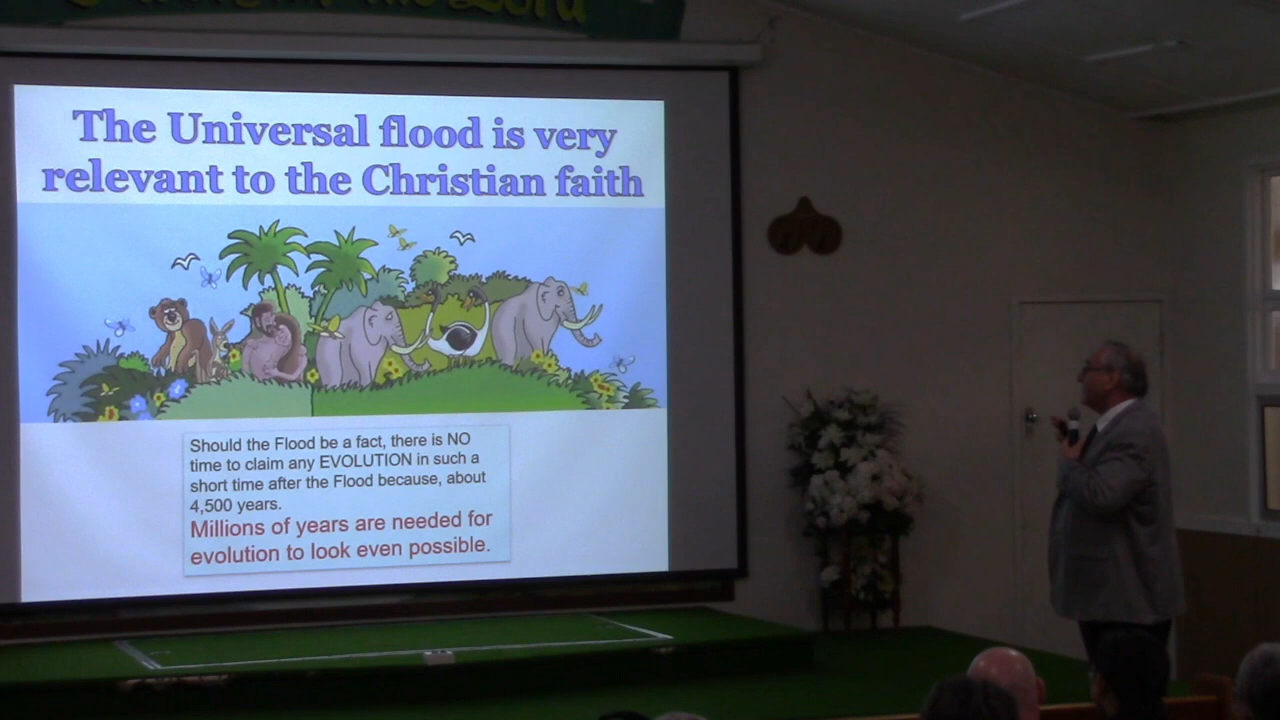 the Lord
The Universal flood is very
relevant to the Christian faith
Should the Flood be a fact, there is NO
time to claim any EVOLUTION in such a
short time after the Flood because, about
4,500 years.
Millions of years are needed for
evolution to look even possible.